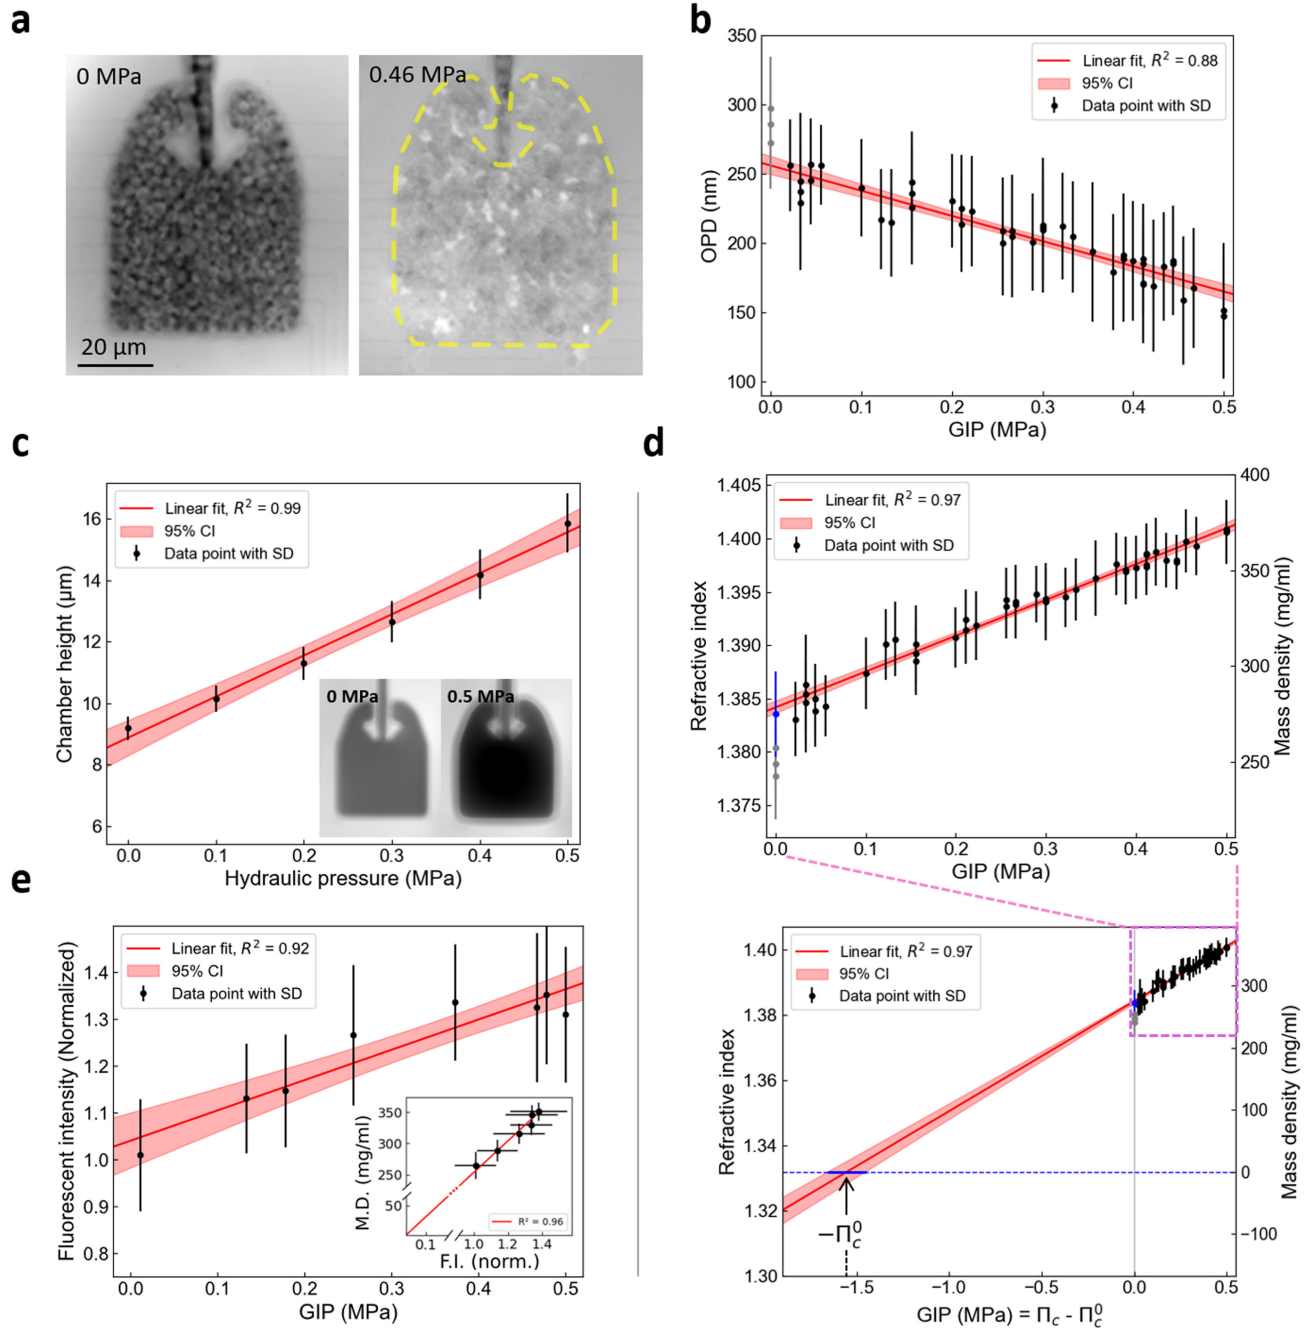 a
0 MPa
0.46 MPa
20 µm
b
350
300
250
200
150
100
OPD (nm)
Linear fit, R² = 0.88
95% CI
Data point with SD
0.0 0.1 0.2 0.3 0.4 0.5
GIP (MPa)
c
16
14
12
10
8
6
Chamber height (µm)
Linear fit, R² = 0.99
95% CI
Data point with SD
0 MPa
0.5 MPa
0.0 0.1 0.2 0.3 0.4 0.5
Hydraulic pressure (MPa)
d
1.405
1.400
1.395
1.390
1.385
1.380
1.375
Refractive index
Linear fit, R² = 0.97
95% CI
Data point with SD
400
350
300
250
Mass density (mg/ml)
0.0 0.1 0.2 0.3 0.4 0.5
GIP (MPa)
1.40
1.38
1.36
1.34
1.32
1.30
Refractive index
Linear fit, R² = 0.97
95% CI
Data point with SD
300
200
100
0
−100
Mass density (mg/ml)
−Π_c^0
−1.5 −1.0 −0.5 0.0 0.5
GIP (MPa) = Π_c - Π_c^0
e
1.4
1.3
1.2
1.1
1.0
0.9
0.8
Fluorescent intensity (Normalized)
Linear fit, R² = 0.92
95% CI
Data point with SD
350
300
250
50
M.D. (mg/ml)
R² = 0.96
0.1 1.0 1.2 1.4
F.I. (norm.)
0.0 0.1 0.2 0.3 0.4 0.5
GIP (MPa)